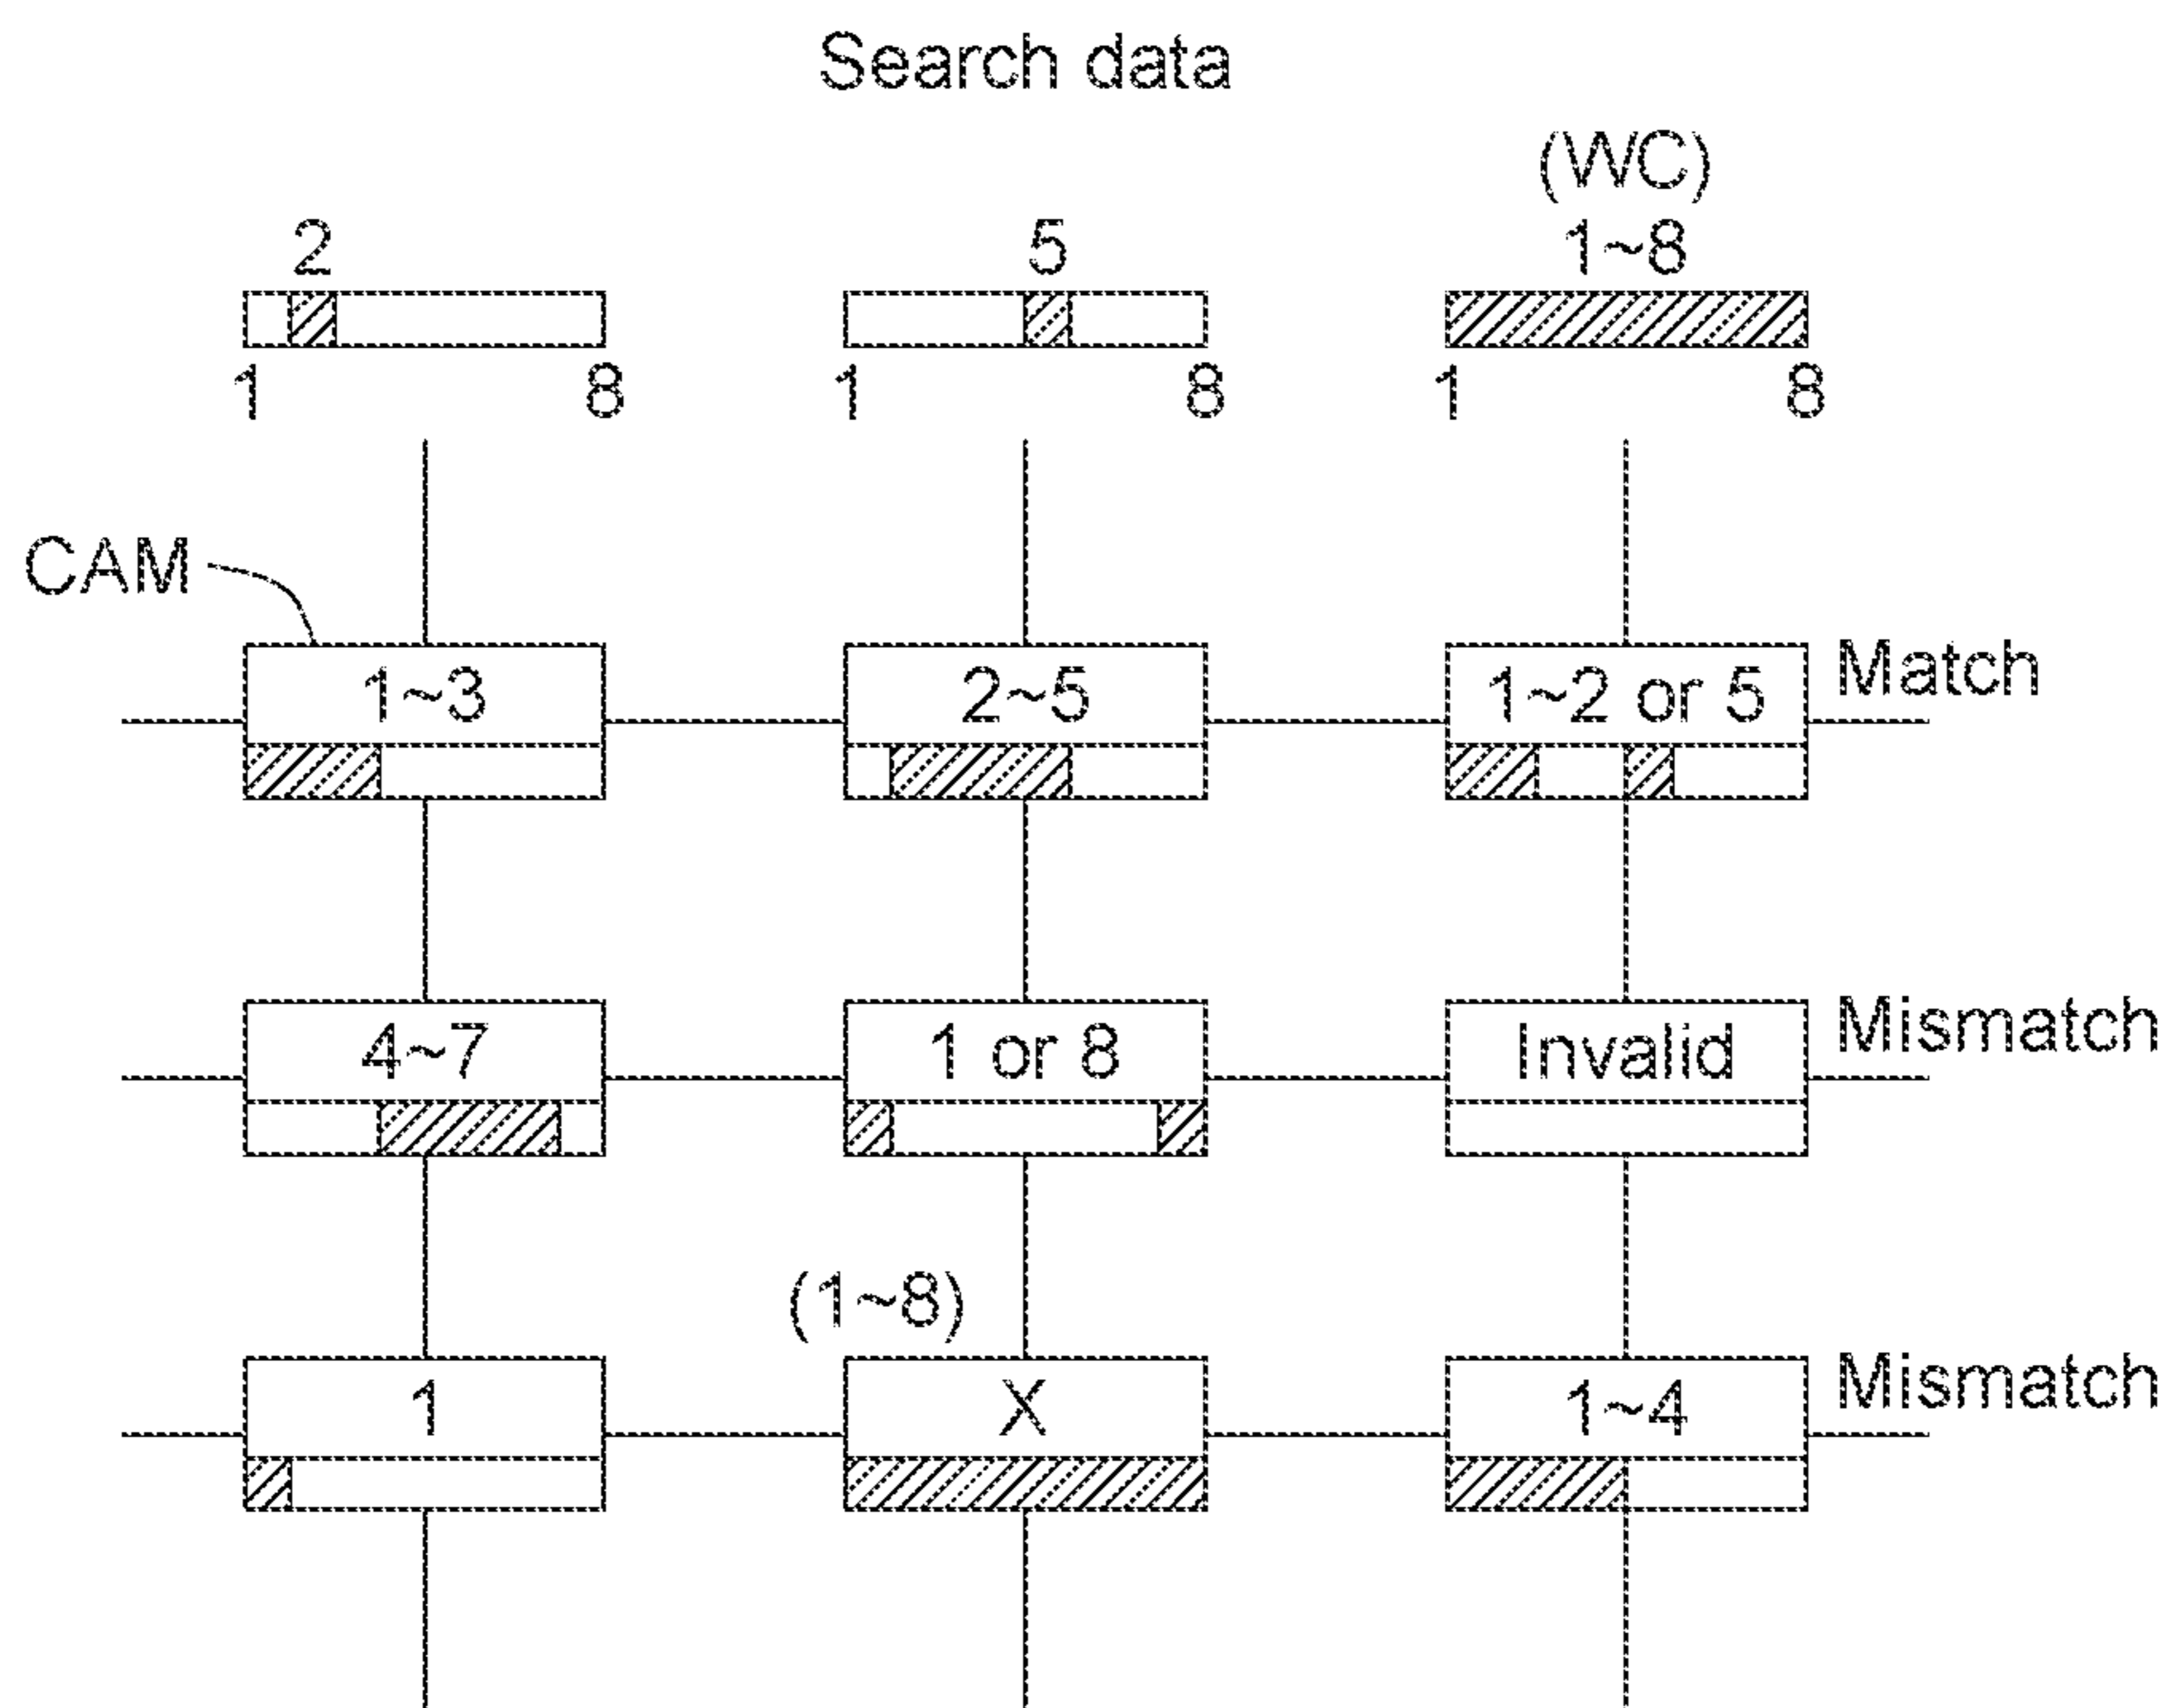 Search data
(WC)
2 5 1~8
1 8 1 8 1 8
CAM
1~3 2~5 1~2 or 5 Match
4~7 1 or 8 Invalid Mismatch
(1~8)
1 X 1~4 Mismatch